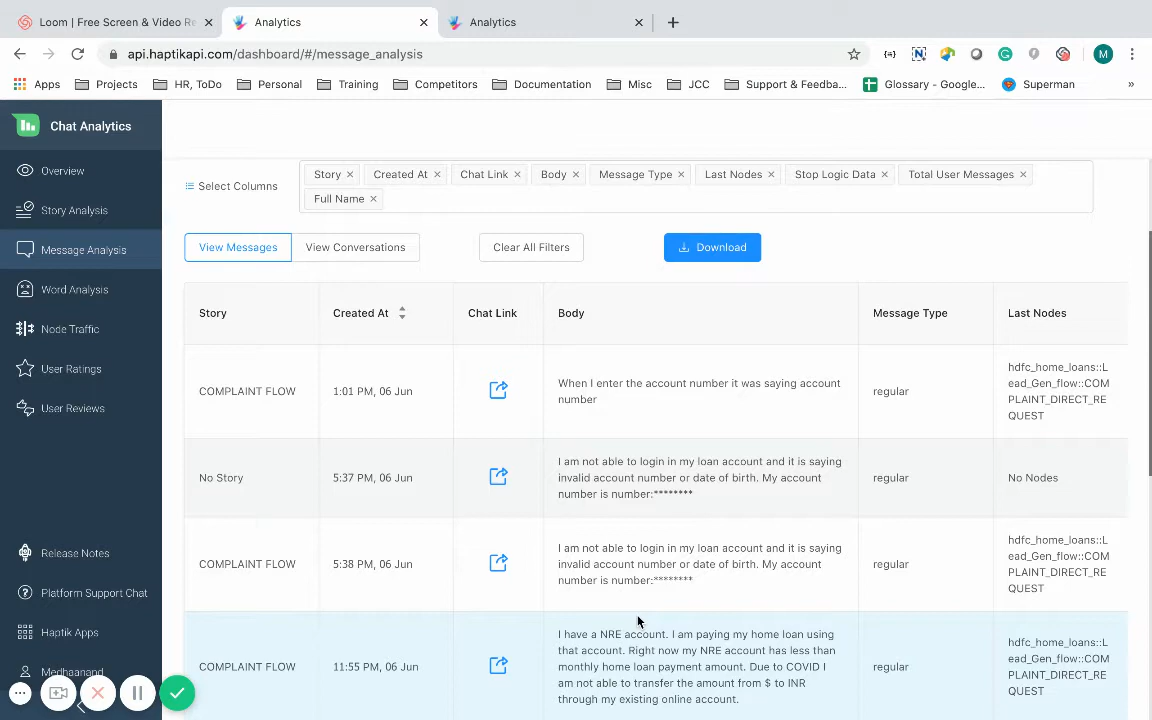 Loom | Free Screen & Video Re
Analytics
Analytics
api.haptikapi.com/dashboard/#/message_analysis
M
Apps
Projects
HR, ToDo
Personal
Training
Competitors
Documentation
Misc
JCC
Support & Feedba...
Glossary - Google...
Superman
»
Chat Analytics
Overview
Story Analysis
Message Analysis
Word Analysis
Node Traffic
User Ratings
User Reviews
Release Notes
Platform Support Chat
Haptik Apps
Medhaanand
Select Columns
Story
Created At
Chat Link
Body
Message Type
Last Nodes
Stop Logic Data
Total User Messages
Full Name
View Messages
View Conversations
Clear All Filters
Download
Story
Created At
Chat Link
Body
Message Type
Last Nodes
COMPLAINT FLOW
1:01 PM, 06 Jun
When I enter the account number it was saying account
number
regular
hdfc_home_loans::L
ead_Gen_flow::COM
PLAINT_DIRECT_RE
QUEST
No Story
5:37 PM, 06 Jun
I am not able to login in my loan account and it is saying
invalid account number or date of birth. My account
number is number:********
regular
No Nodes
COMPLAINT FLOW
5:38 PM, 06 Jun
I am not able to login in my loan account and it is saying
invalid account number or date of birth. My account
number is number:********
regular
hdfc_home_loans::L
ead_Gen_flow::COM
PLAINT_DIRECT_RE
QUEST
COMPLAINT FLOW
11:55 PM, 06 Jun
I have a NRE account. I am paying my home loan using
that account. Right now my NRE account has less than
monthly home loan payment amount. Due to COVID I
am not able to transfer the amount from $ to INR
through my existing online account.
regular
hdfc_home_loans::L
ead_Gen_flow::COM
PLAINT_DIRECT_RE
QUEST